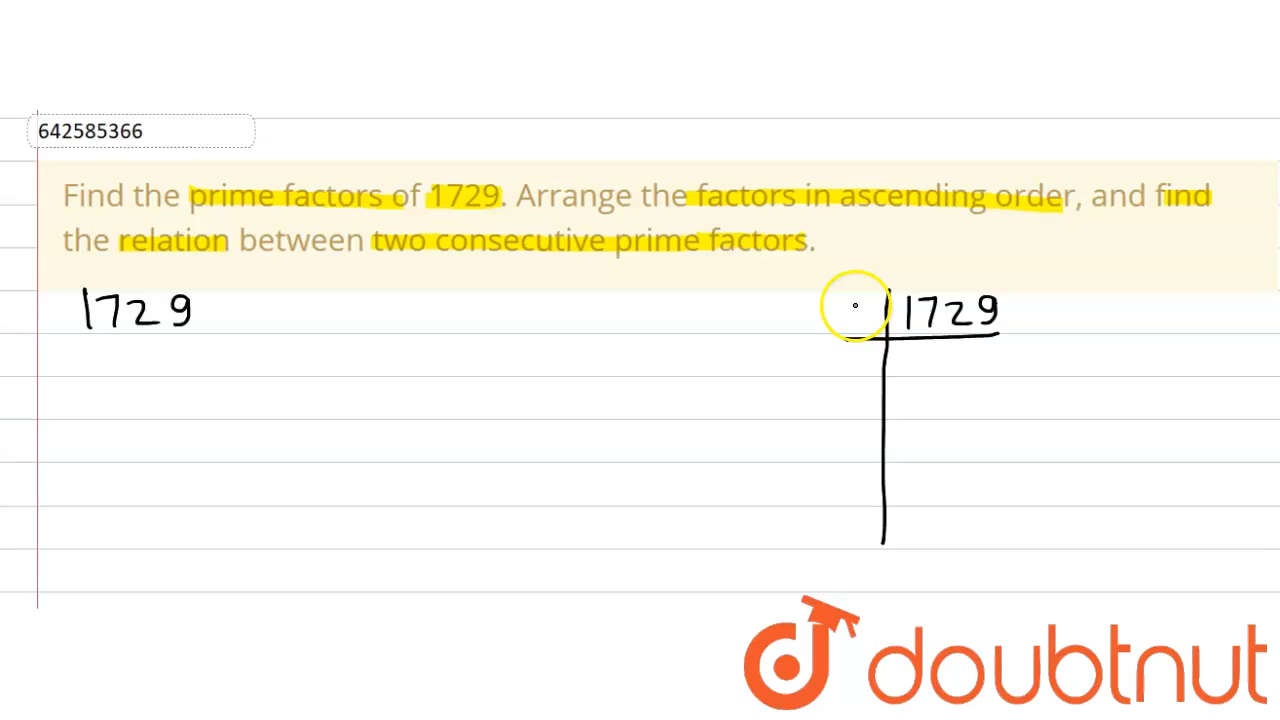 642585366
Find the prime factors of 1729. Arrange the factors in ascending order, and find
the relation between two consecutive prime factors.
1729 1729
doubtnut